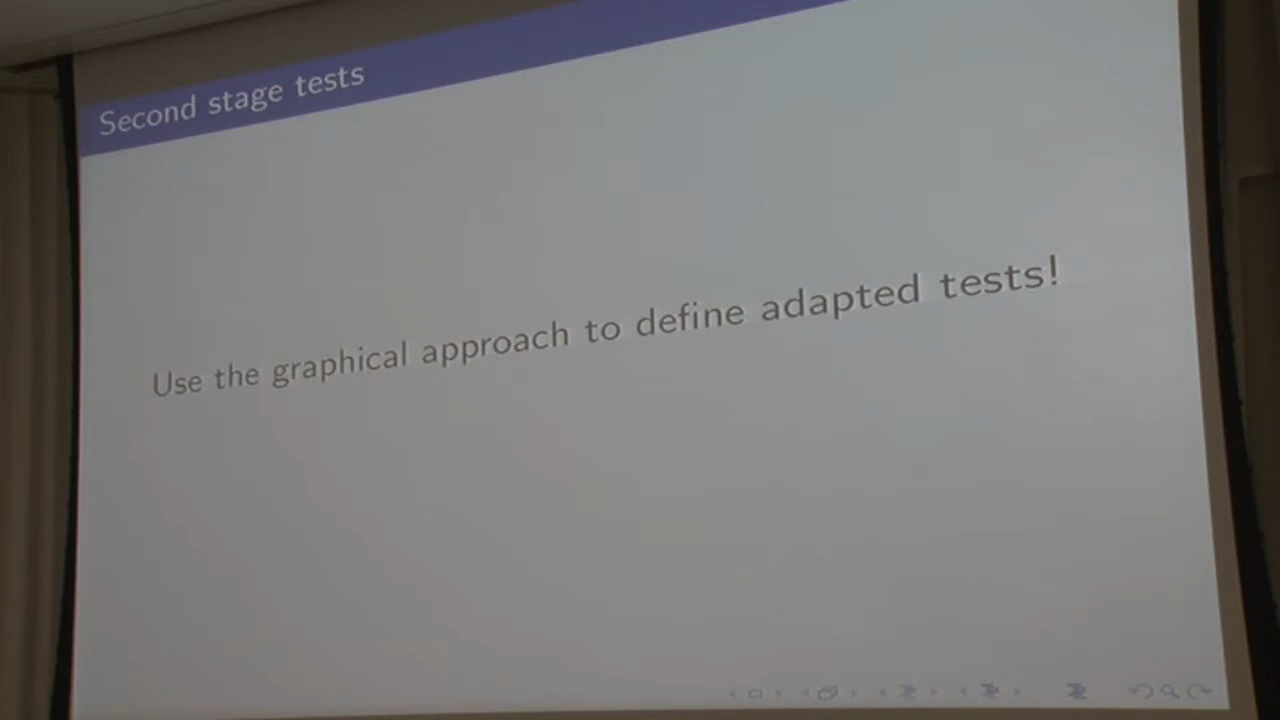 Second stage tests
Use the graphical approach to define adapted tests!